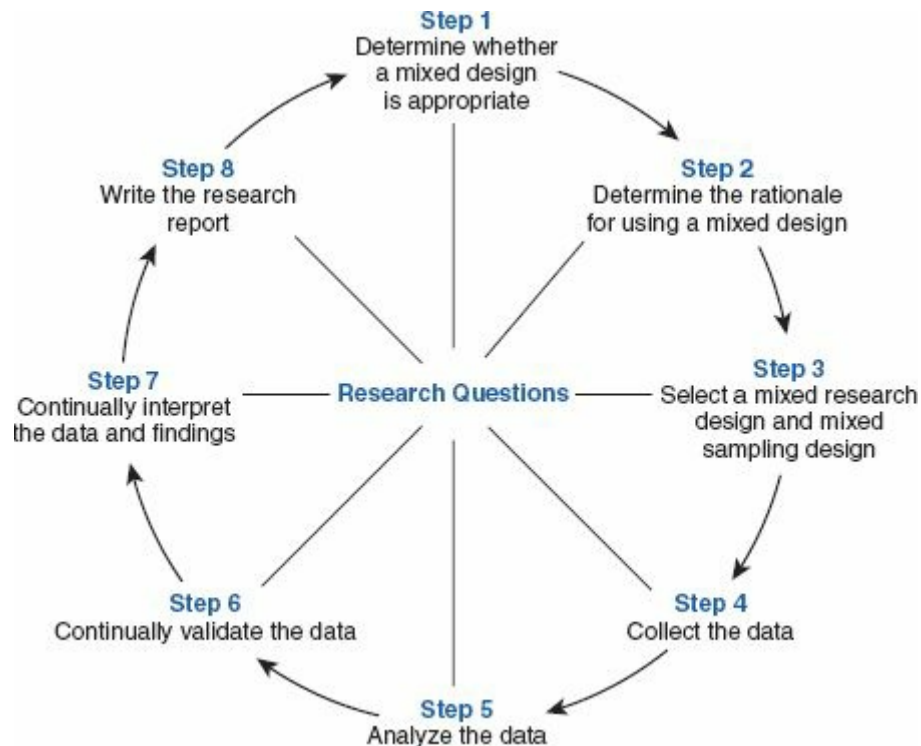 Step 1
Determine whether
a mixed design
is appropriate
Step 2
Determine the rationale
for using a mixed design
Step 3
Select a mixed research
design and mixed
sampling design
Step 4
Collect the data
Step 5
Analyze the data
Step 6
Continually validate the data
Step 7
Continually interpret
the data and findings
Step 8
Write the research
report
Research Questions